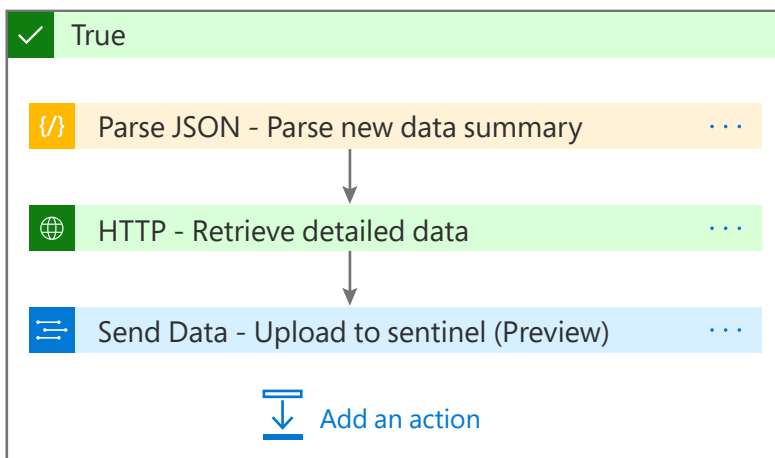 True
{/} Parse JSON - Parse new data summary ...
HTTP - Retrieve detailed data ...
Send Data - Upload to sentinel (Preview) ...
Add an action